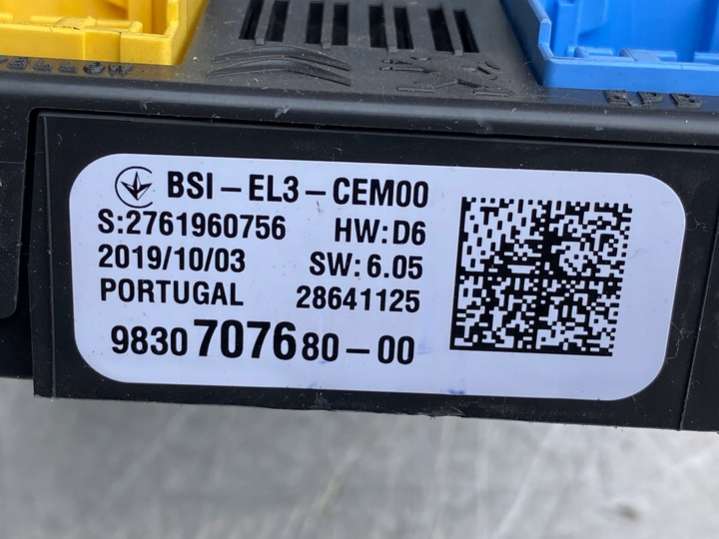 BSI-EL3-CEM00
S:2761960756 HW:D6
2019/10/03 SW:6.05
PORTUGAL 28641125
9830707680-00